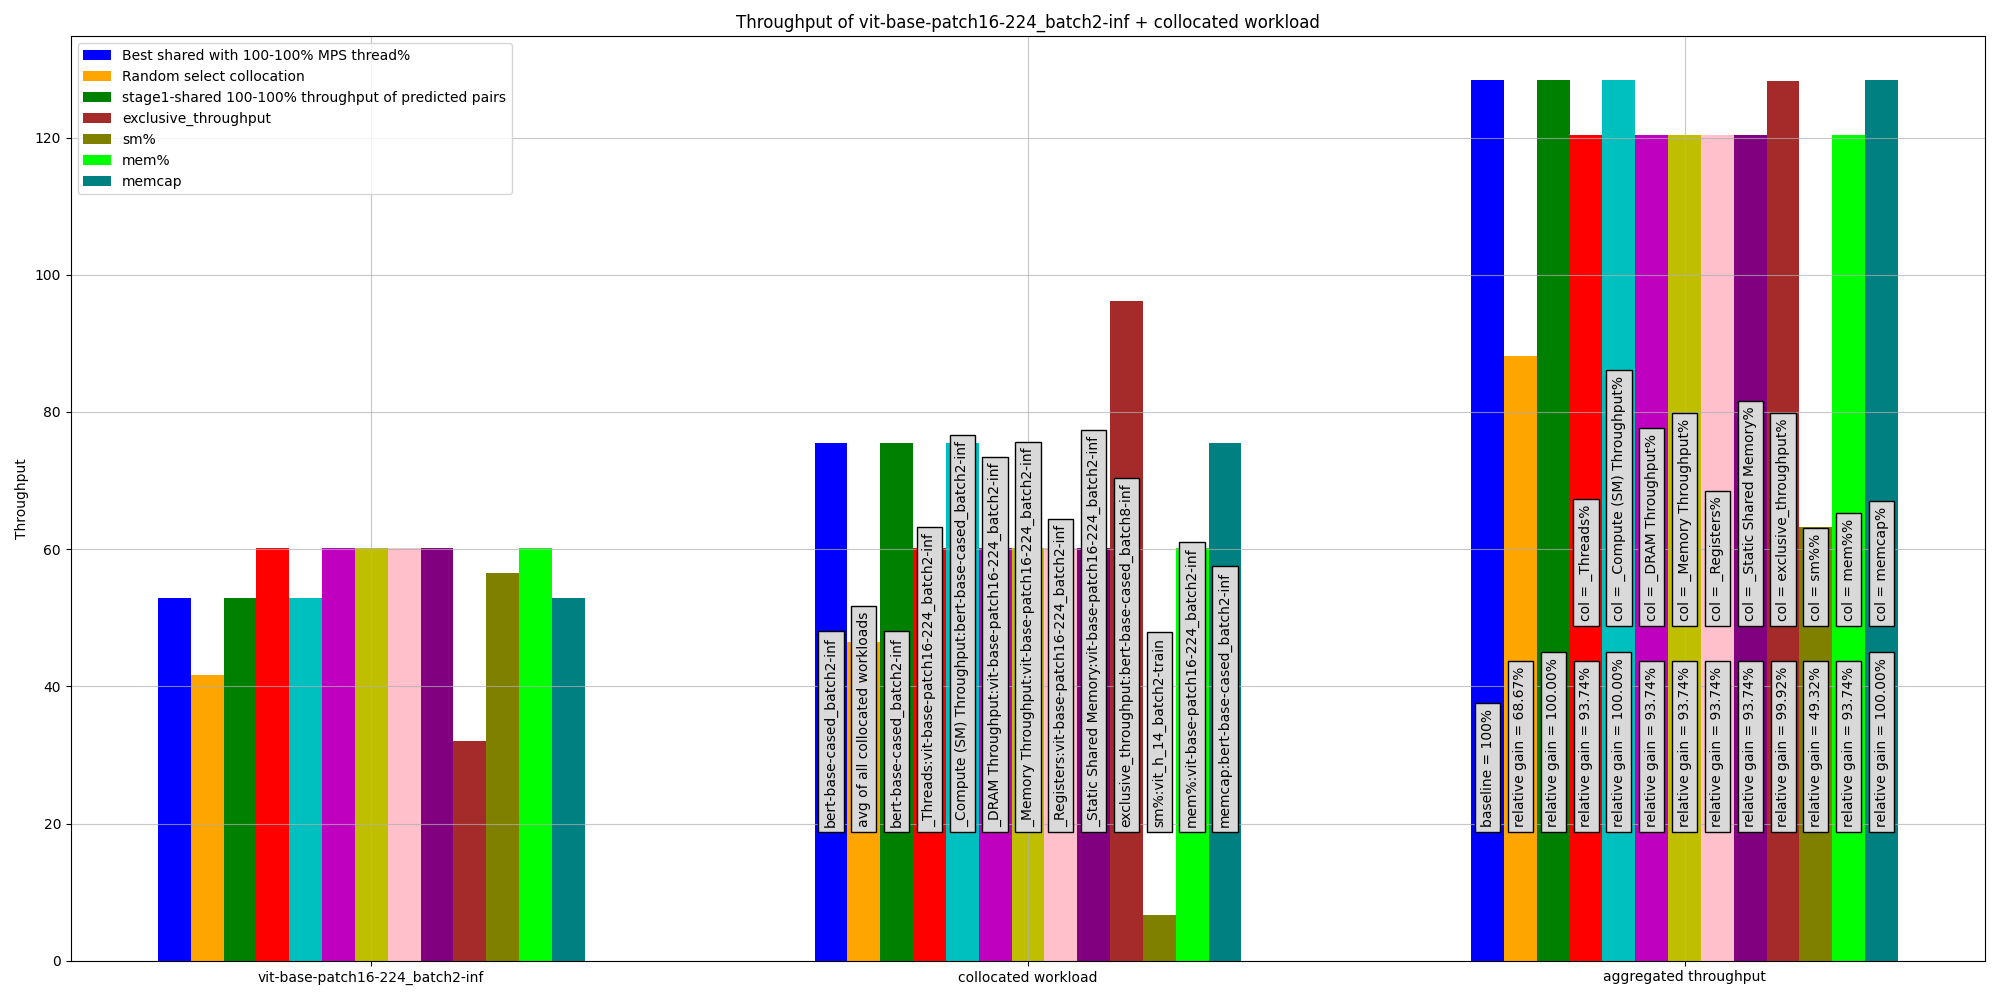 Throughput of vit-base-patch16-224_batch2-inf + collocated workload
Best shared with 100-100% MPS thread%
Random select collocation
stage1-shared 100-100% throughput of predicted pairs
exclusive_throughput
sm%
mem%
memcap
Throughput
120
100
80
60
40
20
0
bert-base-cased_batch2-inf
avg of all collocated workloads
bert-base-cased_batch2-inf
_Threads:vit-base-patch16-224_batch2-inf
_Compute (SM) Throughput:bert-base-cased_batch2-inf
_DRAM Throughput:vit-base-patch16-224_batch2-inf
_Memory Throughput:vit-base-patch16-224_batch2-inf
_Registers:vit-base-patch16-224_batch2-inf
_Static Shared Memory:vit-base-patch16-224_batch2-inf
exclusive_throughput:bert-base-cased_batch8-inf
sm%:vit_h_14_batch2-train
mem%:vit-base-patch16-224_batch2-inf
memcap:bert-base-cased_batch2-inf
col = _Threads%
col = _Compute (SM) Throughput%
col = _DRAM Throughput%
col = _Memory Throughput%
col = _Registers%
col = _Static Shared Memory%
col = exclusive_throughput%
col = sm%%
col = mem%%
col = memcap%
baseline = 100%
relative gain = 68.67%
relative gain = 100.00%
relative gain = 93.74%
relative gain = 100.00%
relative gain = 93.74%
relative gain = 93.74%
relative gain = 93.74%
relative gain = 93.74%
relative gain = 99.92%
relative gain = 49.32%
relative gain = 93.74%
relative gain = 100.00%
vit-base-patch16-224_batch2-inf
collocated workload
aggregated throughput